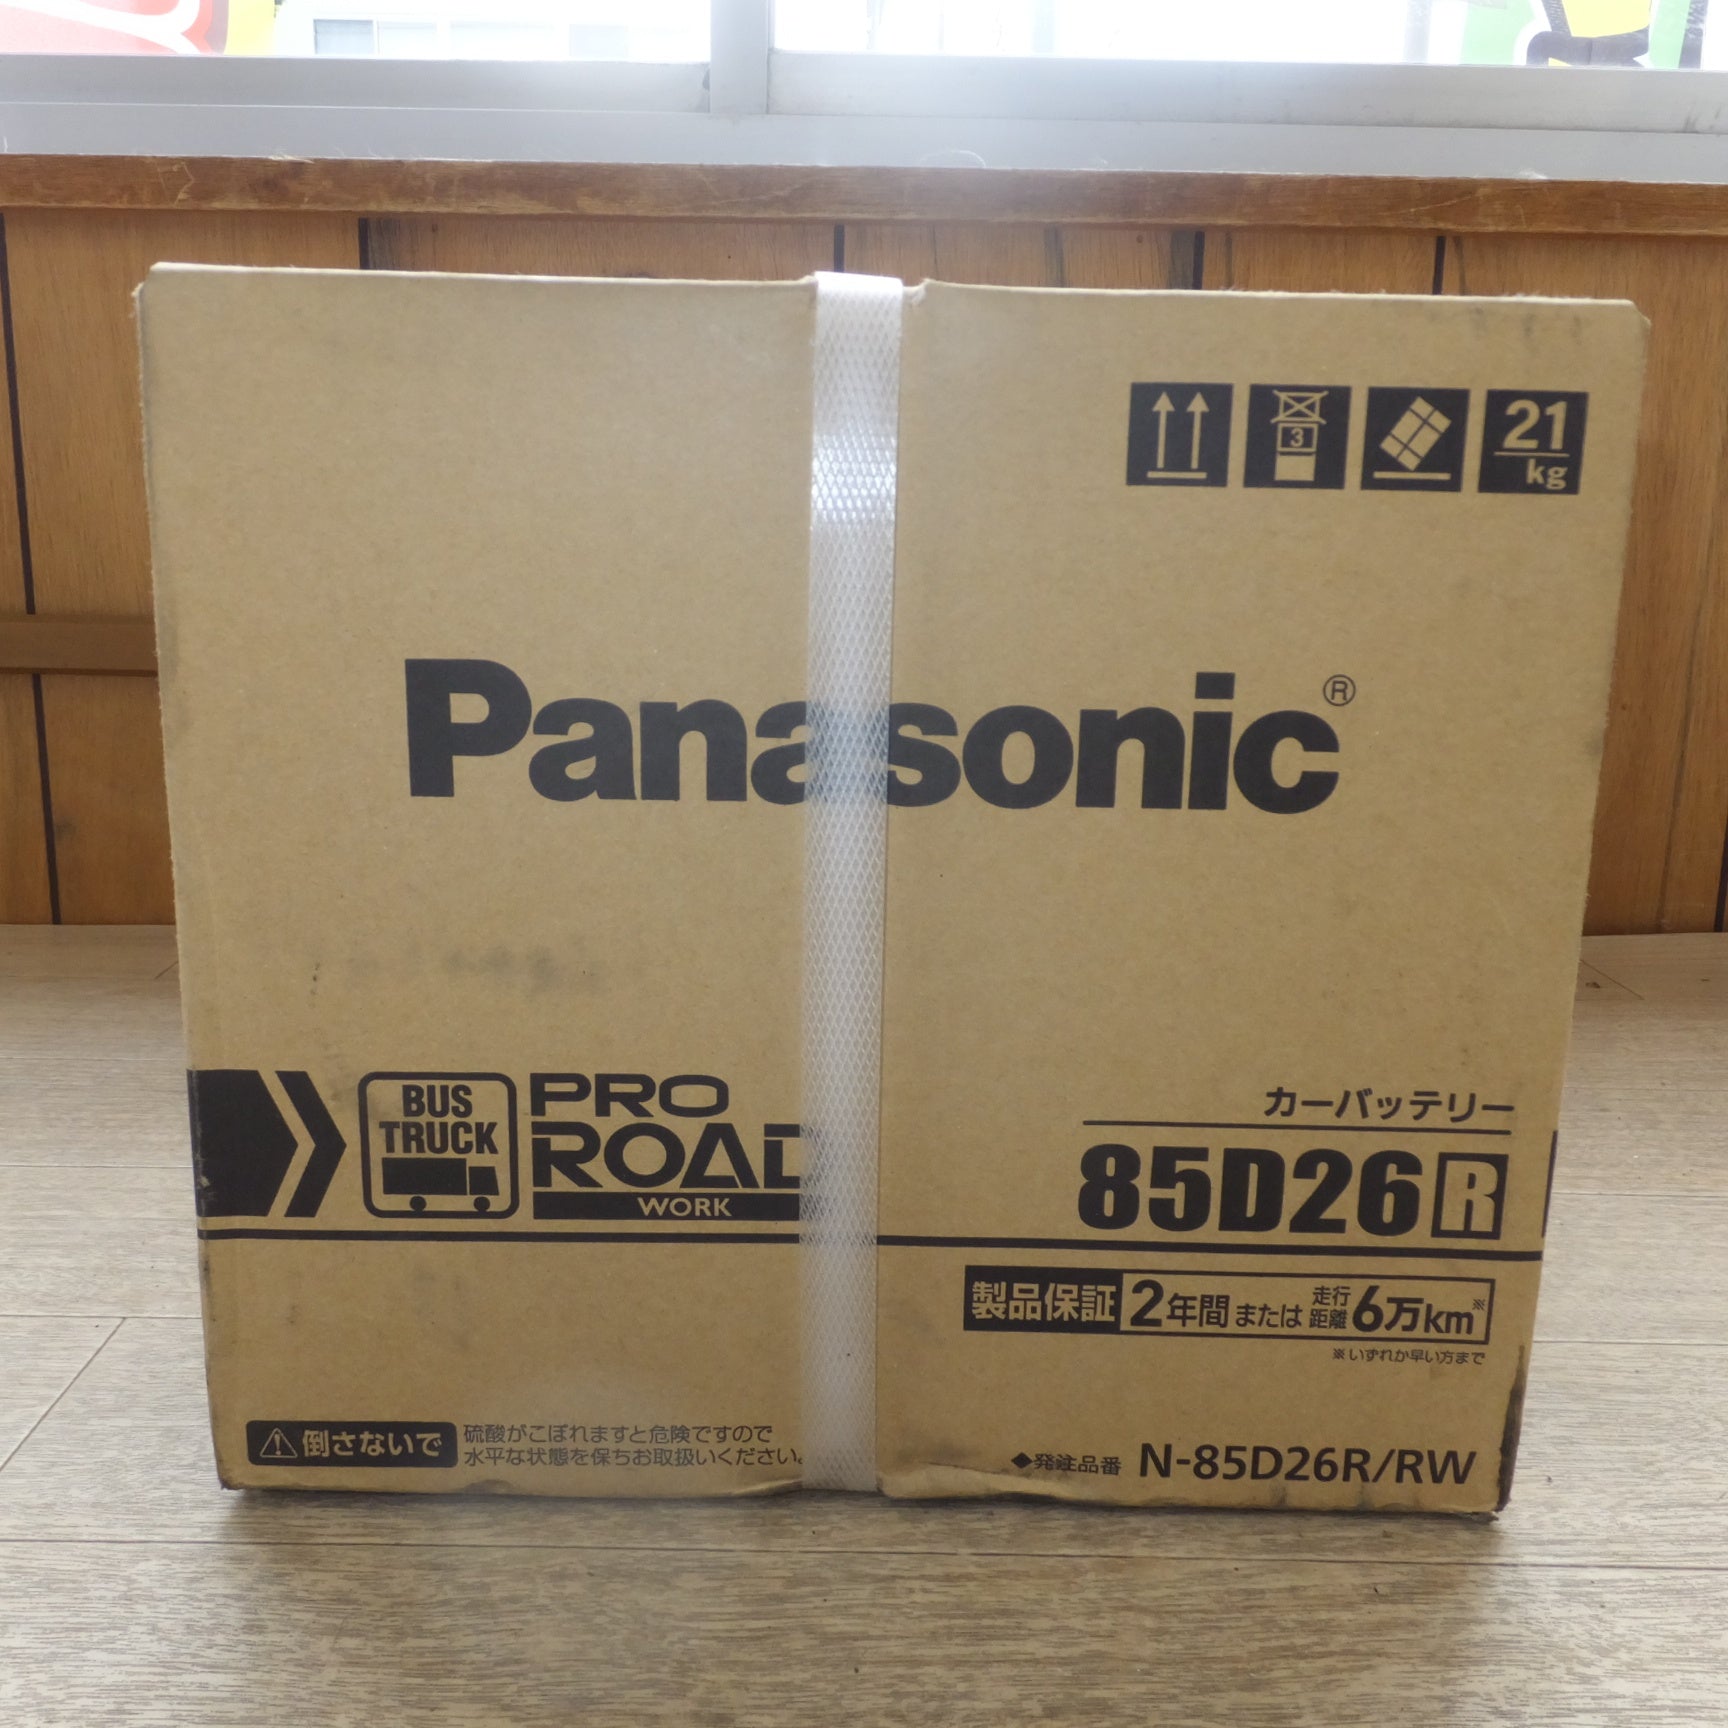 21
kg
3
Panasonic®
BUS
TRUCK
PRO
ROAD
WORK
カーバッテリー
85D26R
製品保証 2年間 または 走行距離 6万km※
※いずれか早い方まで
倒さないで
硫酸がこぼれますと危険ですので
水平な状態を保ちお取扱いください。
◆発注品番 N-85D26R/RW